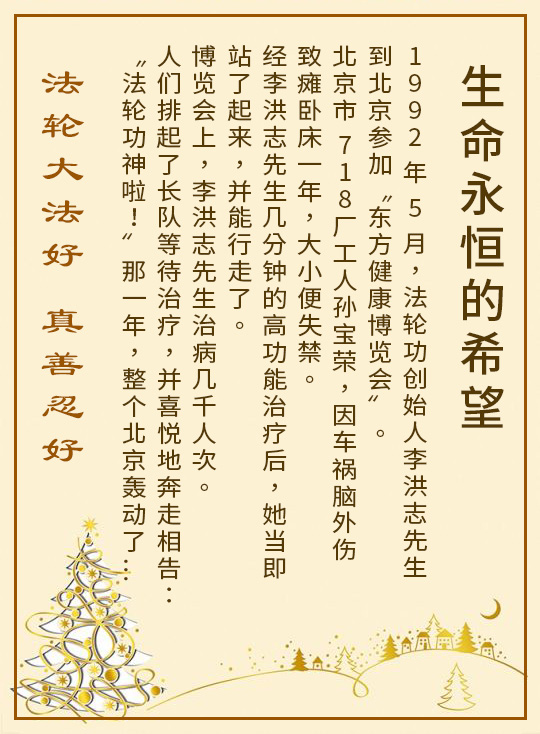 生命永恒的希望
1992年5月，法轮功创始人李洪志先生
到北京参加〝东方健康博览会〞。
北京市718厂工人孙宝荣，因车祸脑外伤
致瘫卧床一年，大小便失禁。
经李洪志先生几分钟的高功能治疗后，她当即
站了起来，并能行走了。
博览会上，李洪志先生治病几千人次。
人们排起了长队等待治疗，并喜悦地奔走相告：
〝法轮功神啦！〞那一年，整个北京轰动了…
法轮大法好 真善忍好